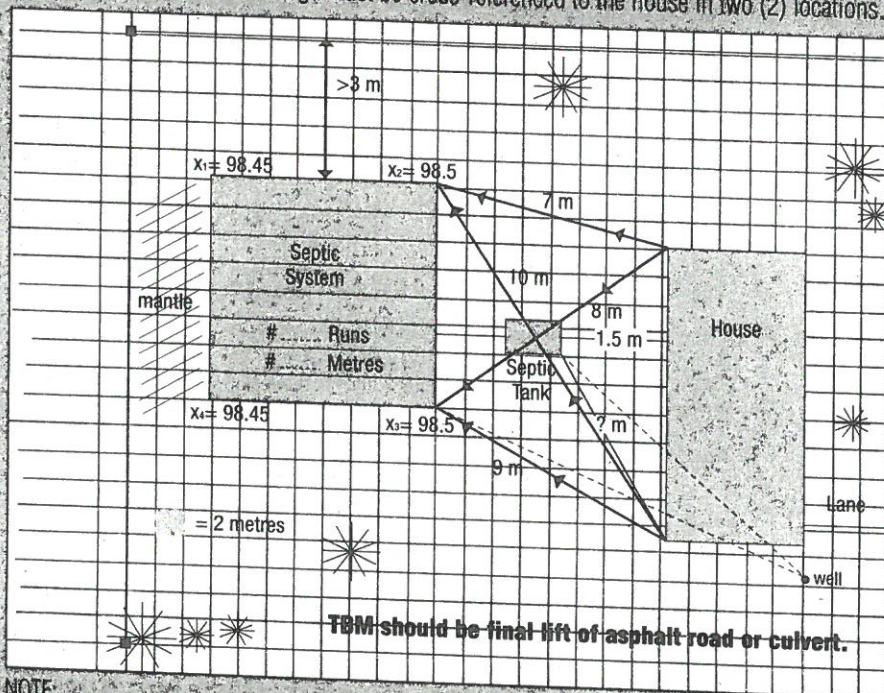 be cross-referenced to the house in two (2) locations.
>3 m
X1= 98.45
X2= 98.5
7 m
Septic
System
10 m
mantle
8 m
House
1.5 m
# ........ Runs
# ........ Metres
Septic
Tank
X4= 98.45
X3= 98.5
? m
9 m
Lane
= 2 metres
well
TBM should be final lift of asphalt road or culvert.
NOTE: